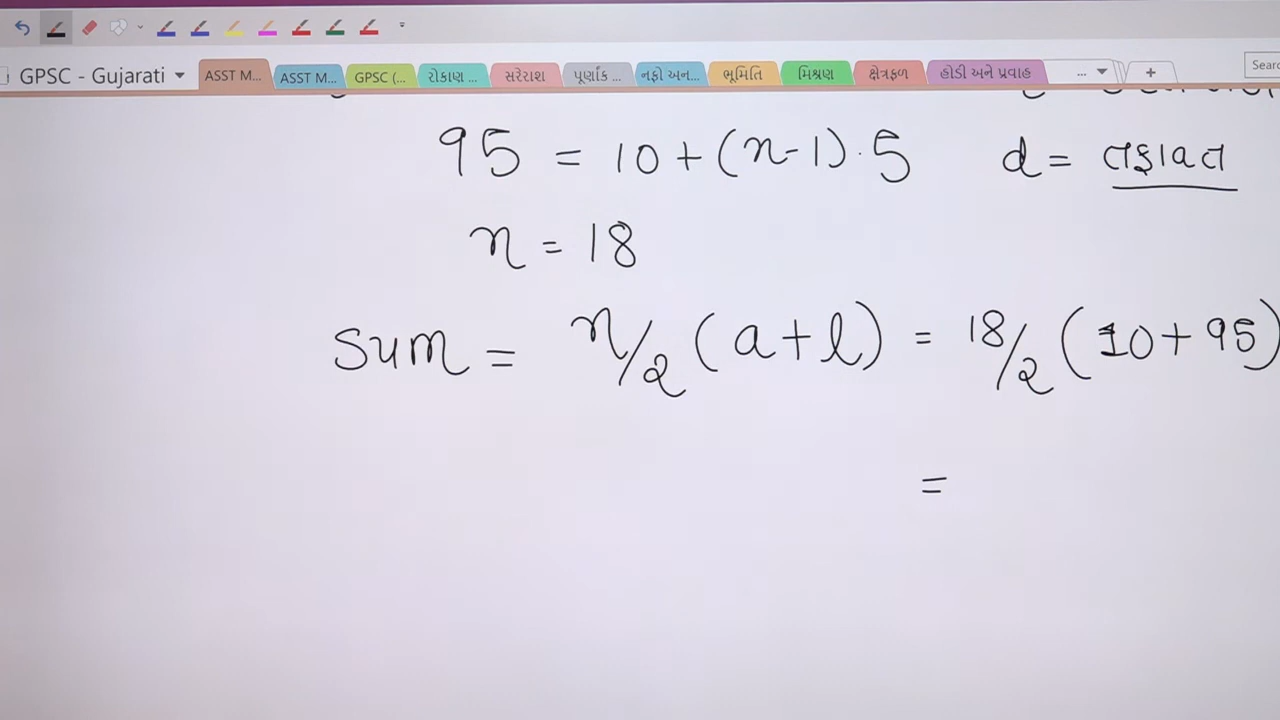 GPSC - Gujarati ASST M... ASST M... GPSC (... રોકાણ ... સરેરાશ પૂર્ણાંક ... નફો અન... ભૂમિતિ મિશ્રણ ક્ષેત્રફળ હોડી અને પ્રવાહ ... + Searc
95 = 10 + (n-1) · 5 d = તફાવત
n = 18
Sum = n/2 (a + l) = 18/2 (10 + 95)
=